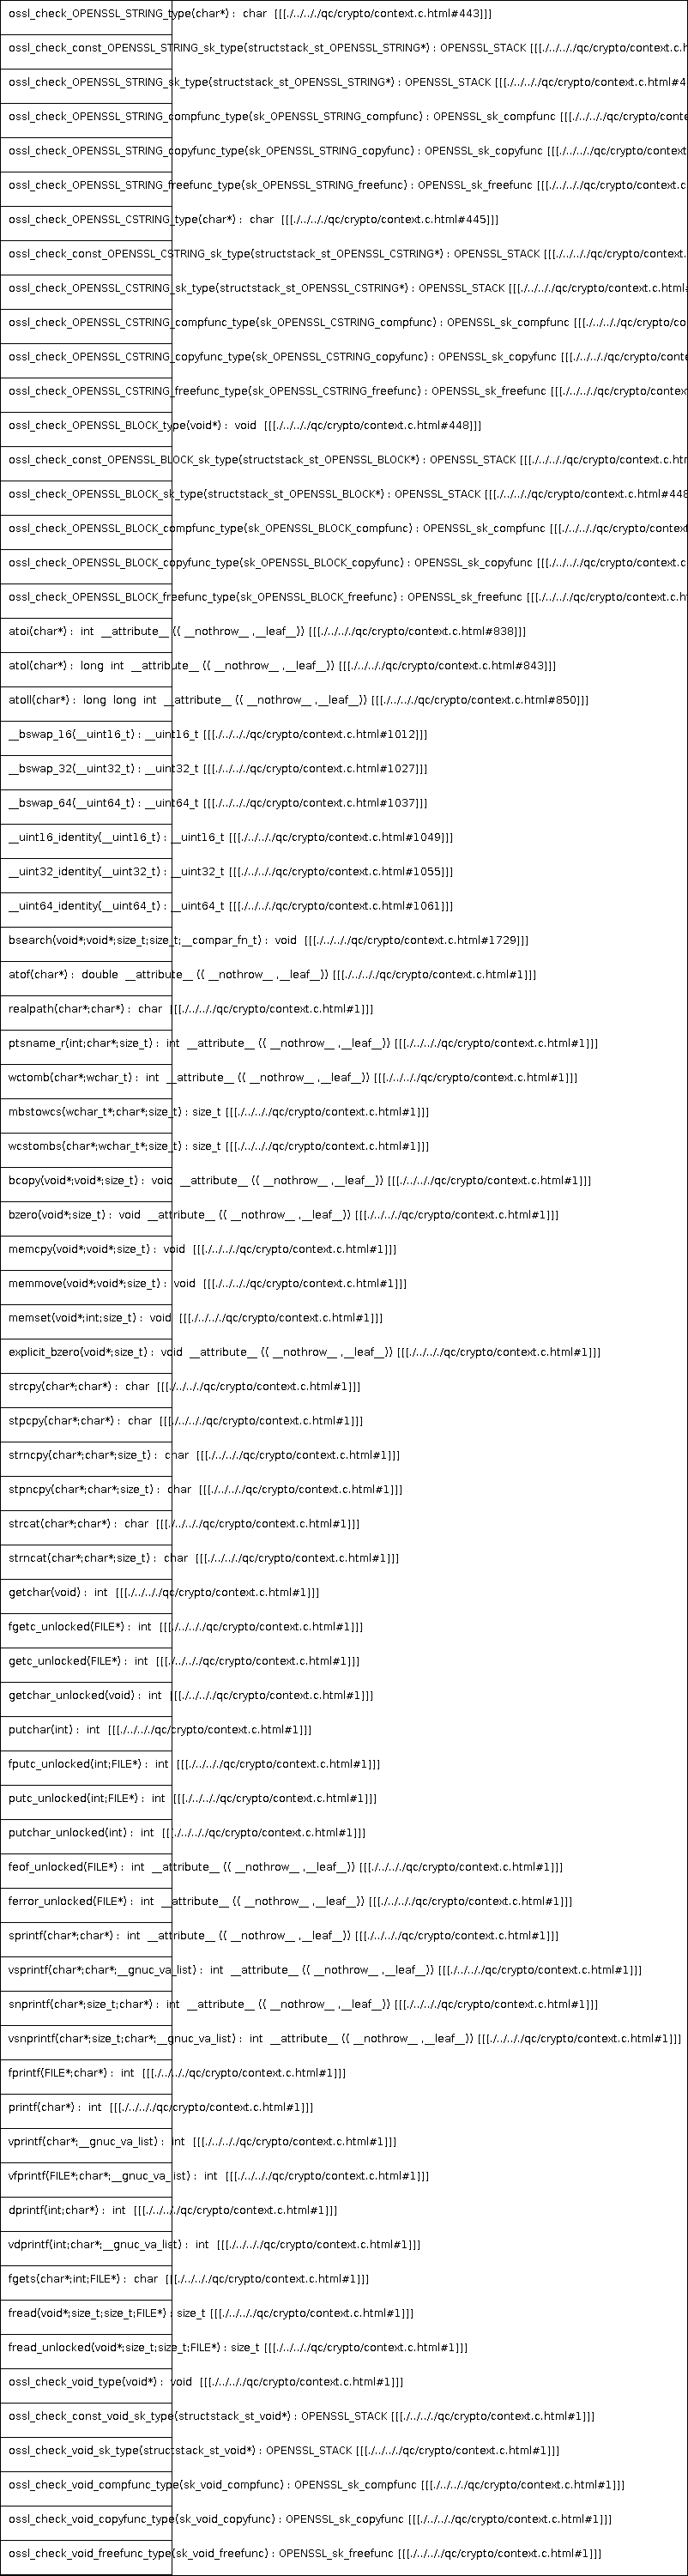 ossl_check_OPENSSL_STRING_type(char*) :  char  [[[./../../../qc/crypto/context.c.html#443]]]
ossl_check_const_OPENSSL_STRING_sk_type(structstack_st_OPENSSL_STRING*) : OPENSSL_STACK [[[./../../../qc/crypto/context.c.h
ossl_check_OPENSSL_STRING_sk_type(structstack_st_OPENSSL_STRING*) : OPENSSL_STACK [[[./../../../qc/crypto/context.c.html#4
ossl_check_OPENSSL_STRING_compfunc_type(sk_OPENSSL_STRING_compfunc) : OPENSSL_sk_compfunc [[[./../../../qc/crypto/conte
ossl_check_OPENSSL_STRING_copyfunc_type(sk_OPENSSL_STRING_copyfunc) : OPENSSL_sk_copyfunc [[[./../../../qc/crypto/context
ossl_check_OPENSSL_STRING_freefunc_type(sk_OPENSSL_STRING_freefunc) : OPENSSL_sk_freefunc [[[./../../../qc/crypto/context.c
ossl_check_OPENSSL_CSTRING_type(char*) :  char  [[[./../../../qc/crypto/context.c.html#445]]]
ossl_check_const_OPENSSL_CSTRING_sk_type(structstack_st_OPENSSL_CSTRING*) : OPENSSL_STACK [[[./../../../qc/crypto/context.
ossl_check_OPENSSL_CSTRING_sk_type(structstack_st_OPENSSL_CSTRING*) : OPENSSL_STACK [[[./../../../qc/crypto/context.c.html#
ossl_check_OPENSSL_CSTRING_compfunc_type(sk_OPENSSL_CSTRING_compfunc) : OPENSSL_sk_compfunc [[[./../../../qc/crypto/co
ossl_check_OPENSSL_CSTRING_copyfunc_type(sk_OPENSSL_CSTRING_copyfunc) : OPENSSL_sk_copyfunc [[[./../../../qc/crypto/con
ossl_check_OPENSSL_CSTRING_freefunc_type(sk_OPENSSL_CSTRING_freefunc) : OPENSSL_sk_freefunc [[[./../../../qc/crypto/context
ossl_check_OPENSSL_BLOCK_type(void*) :  void  [[[./../../../qc/crypto/context.c.html#448]]]
ossl_check_const_OPENSSL_BLOCK_sk_type(structstack_st_OPENSSL_BLOCK*) : OPENSSL_STACK [[[./../../../qc/crypto/context.c.htm
ossl_check_OPENSSL_BLOCK_sk_type(structstack_st_OPENSSL_BLOCK*) : OPENSSL_STACK [[[./../../../qc/crypto/context.c.html#448
ossl_check_OPENSSL_BLOCK_compfunc_type(sk_OPENSSL_BLOCK_compfunc) : OPENSSL_sk_compfunc [[[./../../../qc/crypto/context
ossl_check_OPENSSL_BLOCK_copyfunc_type(sk_OPENSSL_BLOCK_copyfunc) : OPENSSL_sk_copyfunc [[[./../../../qc/crypto/context.c
ossl_check_OPENSSL_BLOCK_freefunc_type(sk_OPENSSL_BLOCK_freefunc) : OPENSSL_sk_freefunc [[[./../../../qc/crypto/context.c.ht
atoi(char*) :  int  __attribute__ (( __nothrow__ ,__leaf__)) [[[./../../../qc/crypto/context.c.html#838]]]
atol(char*) :  long  int  __attribute__ (( __nothrow__ ,__leaf__)) [[[./../../../qc/crypto/context.c.html#843]]]
atoll(char*) :  long  long  int  __attribute__ (( __nothrow__ ,__leaf__)) [[[./../../../qc/crypto/context.c.html#850]]]
__bswap_16(__uint16_t) : __uint16_t [[[./../../../qc/crypto/context.c.html#1012]]]
__bswap_32(__uint32_t) : __uint32_t [[[./../../../qc/crypto/context.c.html#1027]]]
__bswap_64(__uint64_t) : __uint64_t [[[./../../../qc/crypto/context.c.html#1037]]]
__uint16_identity(__uint16_t) : __uint16_t [[[./../../../qc/crypto/context.c.html#1049]]]
__uint32_identity(__uint32_t) : __uint32_t [[[./../../../qc/crypto/context.c.html#1055]]]
__uint64_identity(__uint64_t) : __uint64_t [[[./../../../qc/crypto/context.c.html#1061]]]
bsearch(void*;void*;size_t;size_t;__compar_fn_t) :  void  [[[./../../../qc/crypto/context.c.html#1729]]]
atof(char*) :  double  __attribute__ (( __nothrow__ ,__leaf__)) [[[./../../../qc/crypto/context.c.html#1]]]
realpath(char*;char*) :  char  [[[./../../../qc/crypto/context.c.html#1]]]
ptsname_r(int;char*;size_t) :  int  __attribute__ (( __nothrow__ ,__leaf__)) [[[./../../../qc/crypto/context.c.html#1]]]
wctomb(char*;wchar_t) :  int  __attribute__ (( __nothrow__ ,__leaf__)) [[[./../../../qc/crypto/context.c.html#1]]]
mbstowcs(wchar_t*;char*;size_t) : size_t [[[./../../../qc/crypto/context.c.html#1]]]
wcstombs(char*;wchar_t*;size_t) : size_t [[[./../../../qc/crypto/context.c.html#1]]]
bcopy(void*;void*;size_t) :  void  __attribute__ (( __nothrow__ ,__leaf__)) [[[./../../../qc/crypto/context.c.html#1]]]
bzero(void*;size_t) :  void  __attribute__ (( __nothrow__ ,__leaf__)) [[[./../../../qc/crypto/context.c.html#1]]]
memcpy(void*;void*;size_t) :  void  [[[./../../../qc/crypto/context.c.html#1]]]
memmove(void*;void*;size_t) :  void  [[[./../../../qc/crypto/context.c.html#1]]]
memset(void*;int;size_t) :  void  [[[./../../../qc/crypto/context.c.html#1]]]
explicit_bzero(void*;size_t) :  void  __attribute__ (( __nothrow__ ,__leaf__)) [[[./../../../qc/crypto/context.c.html#1]]]
strcpy(char*;char*) :  char  [[[./../../../qc/crypto/context.c.html#1]]]
stpcpy(char*;char*) :  char  [[[./../../../qc/crypto/context.c.html#1]]]
strncpy(char*;char*;size_t) :  char  [[[./../../../qc/crypto/context.c.html#1]]]
stpncpy(char*;char*;size_t) :  char  [[[./../../../qc/crypto/context.c.html#1]]]
strcat(char*;char*) :  char  [[[./../../../qc/crypto/context.c.html#1]]]
strncat(char*;char*;size_t) :  char  [[[./../../../qc/crypto/context.c.html#1]]]
getchar(void) :  int  [[[./../../../qc/crypto/context.c.html#1]]]
fgetc_unlocked(FILE*) :  int  [[[./../../../qc/crypto/context.c.html#1]]]
getc_unlocked(FILE*) :  int  [[[./../../../qc/crypto/context.c.html#1]]]
getchar_unlocked(void) :  int  [[[./../../../qc/crypto/context.c.html#1]]]
putchar(int) :  int  [[[./../../../qc/crypto/context.c.html#1]]]
fputc_unlocked(int;FILE*) :  int  [[[./../../../qc/crypto/context.c.html#1]]]
putc_unlocked(int;FILE*) :  int  [[[./../../../qc/crypto/context.c.html#1]]]
putchar_unlocked(int) :  int  [[[./../../../qc/crypto/context.c.html#1]]]
feof_unlocked(FILE*) :  int  __attribute__ (( __nothrow__ ,__leaf__)) [[[./../../../qc/crypto/context.c.html#1]]]
ferror_unlocked(FILE*) :  int  __attribute__ (( __nothrow__ ,__leaf__)) [[[./../../../qc/crypto/context.c.html#1]]]
sprintf(char*;char*) :  int  __attribute__ (( __nothrow__ ,__leaf__)) [[[./../../../qc/crypto/context.c.html#1]]]
vsprintf(char*;char*;__gnuc_va_list) :  int  __attribute__ (( __nothrow__ ,__leaf__)) [[[./../../../qc/crypto/context.c.html#1]]]
snprintf(char*;size_t;char*) :  int  __attribute__ (( __nothrow__ ,__leaf__)) [[[./../../../qc/crypto/context.c.html#1]]]
vsnprintf(char*;size_t;char*;__gnuc_va_list) :  int  __attribute__ (( __nothrow__ ,__leaf__)) [[[./../../../qc/crypto/context.c.html#1]]]
fprintf(FILE*;char*) :  int  [[[./../../../qc/crypto/context.c.html#1]]]
printf(char*) :  int  [[[./../../../qc/crypto/context.c.html#1]]]
vprintf(char*;__gnuc_va_list) :  int  [[[./../../../qc/crypto/context.c.html#1]]]
vfprintf(FILE*;char*;__gnuc_va_list) :  int  [[[./../../../qc/crypto/context.c.html#1]]]
dprintf(int;char*) :  int  [[[./../../../qc/crypto/context.c.html#1]]]
vdprintf(int;char*;__gnuc_va_list) :  int  [[[./../../../qc/crypto/context.c.html#1]]]
fgets(char*;int;FILE*) :  char  [[[./../../../qc/crypto/context.c.html#1]]]
fread(void*;size_t;size_t;FILE*) : size_t [[[./../../../qc/crypto/context.c.html#1]]]
fread_unlocked(void*;size_t;size_t;FILE*) : size_t [[[./../../../qc/crypto/context.c.html#1]]]
ossl_check_void_type(void*) :  void  [[[./../../../qc/crypto/context.c.html#1]]]
ossl_check_const_void_sk_type(structstack_st_void*) : OPENSSL_STACK [[[./../../../qc/crypto/context.c.html#1]]]
ossl_check_void_sk_type(structstack_st_void*) : OPENSSL_STACK [[[./../../../qc/crypto/context.c.html#1]]]
ossl_check_void_compfunc_type(sk_void_compfunc) : OPENSSL_sk_compfunc [[[./../../../qc/crypto/context.c.html#1]]]
ossl_check_void_copyfunc_type(sk_void_copyfunc) : OPENSSL_sk_copyfunc [[[./../../../qc/crypto/context.c.html#1]]]
ossl_check_void_freefunc_type(sk_void_freefunc) : OPENSSL_sk_freefunc [[[./../../../qc/crypto/context.c.html#1]]]